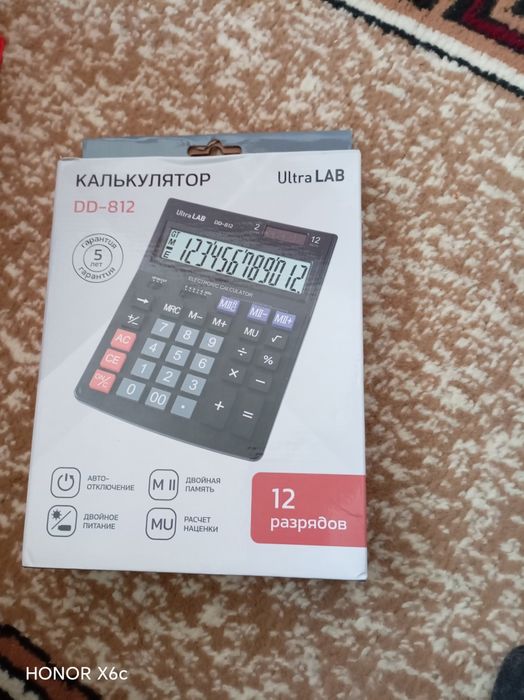 КАЛЬКУЛЯТОР
Ultra LAB
DD-812
гарантия
5
лет
гарантия
Ultra LAB
DD-812
2
12
GT
M
123456789012
ELECTRONIC CALCULATOR
→
MRC
M−
M+
MII−
MII+
+/−
7
8
9
MU
√
AC
4
5
6
÷
%
CE
1
2
3
×
−
0
00
.
+
=
АВТО-
ОТКЛЮЧЕНИЕ
M II
ДВОЙНАЯ
ПАМЯТЬ
ДВОЙНОЕ
ПИТАНИЕ
MU
РАСЧЕТ
НАЦЕНКИ
12
разрядов
HONOR X6c